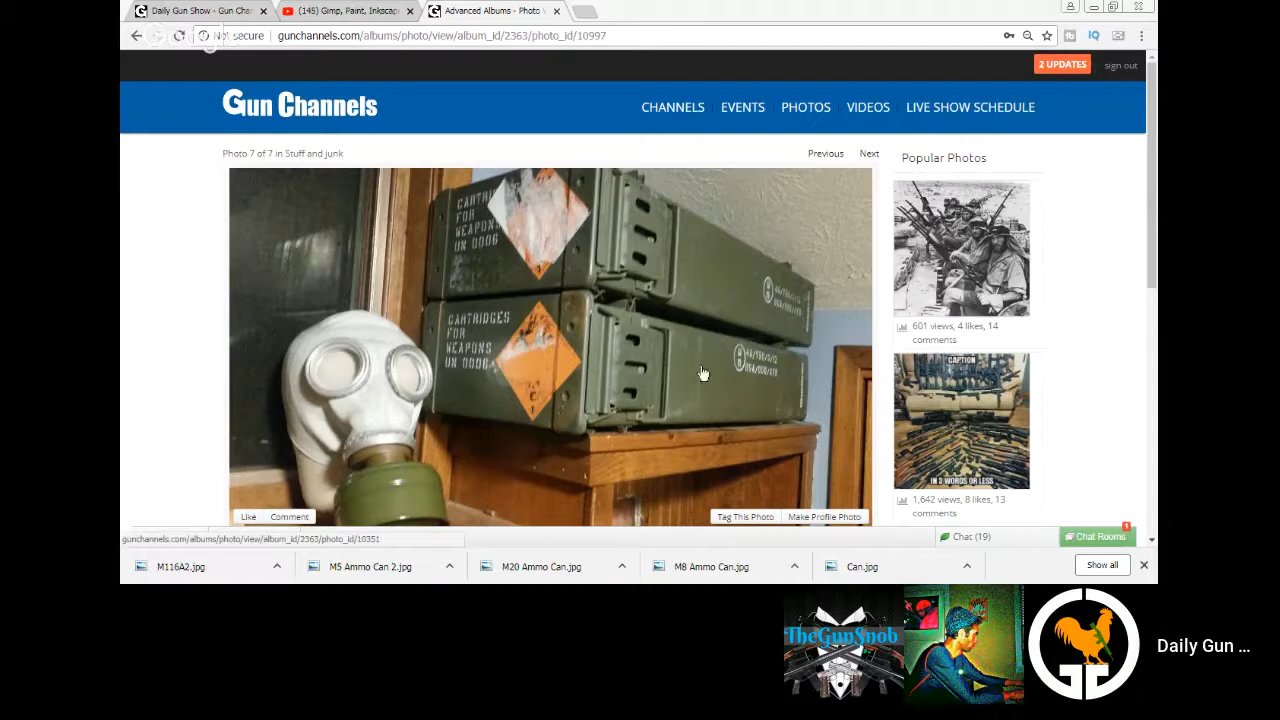 Daily Gun Show - Gun Cha
(145) Gimp, Paint, Inkscap
Advanced Albums - Photo
Not secure
gunchannels.com/albums/photo/view/album_id/2363/photo_id/10997
2 UPDATES
sign out
Gun Channels
CHANNELS
EVENTS
PHOTOS
VIDEOS
LIVE SHOW SCHEDULE
Photo 7 of 7 in Stuff and junk
Previous
Next
Popular Photos
CARTRIDGES
FOR
WEAPONS
UN 0006
CARTRIDGES
FOR
WEAPONS
UN 0006
601 views, 4 likes, 14
comments
CAPTION
IN 3 WORDS OR LESS
1,642 views, 8 likes, 13
comments
Like
Comment
Tag This Photo
Make Profile Photo
gunchannels.com/albums/photo/view/album_id/2363/photo_id/10351
Chat (19)
Chat Rooms
1
M116A2.jpg
M5 Ammo Can 2.jpg
M20 Ammo Can.jpg
M8 Ammo Can.jpg
Can.jpg
Show all
TheGunSnob
GG
Daily Gun ...